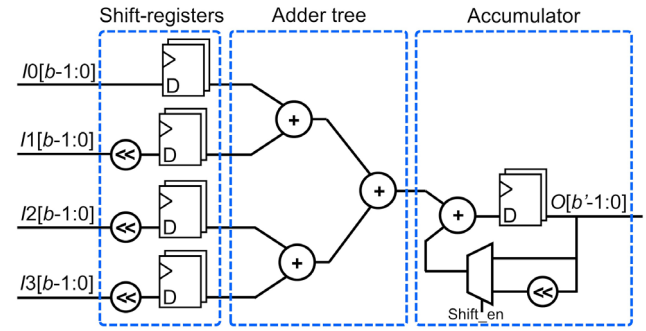 Shift-registers Adder tree Accumulator
I0[b-1:0]
D
I1[b-1:0]
<<
D
+
+
I2[b-1:0]
<<
D
+
D
O[b'-1:0]
+
I3[b-1:0]
<<
D
<<
Shift_en